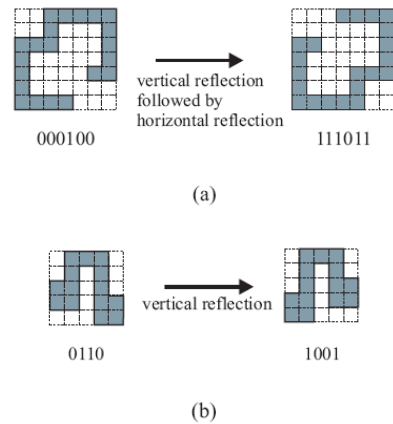 vertical reflection
followed by
horizontal reflection
000100
111011
(a)
vertical reflection
0110
1001
(b)